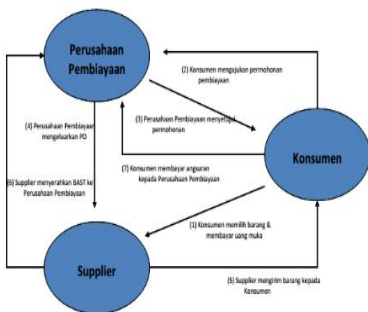 Perusahaan
Pembiayaan
(2) Konsumen mengajukan permohonan
pembiayaan
(4) Perusahaan Pembiayaan
mengeluarkan PO
(3) Perusahaan Pembiayaan menyetujui
permohonan
Konsumen
(6) Supplier menyerahkan BAST ke
Perusahaan Pembiayaan
(7) Konsumen membayar angsuran
kepada Perusahaan Pembiayaan
(1) Konsumen memilih barang &
membayar uang muka
Supplier
(5) Supplier mengirim barang kepada
Konsumen